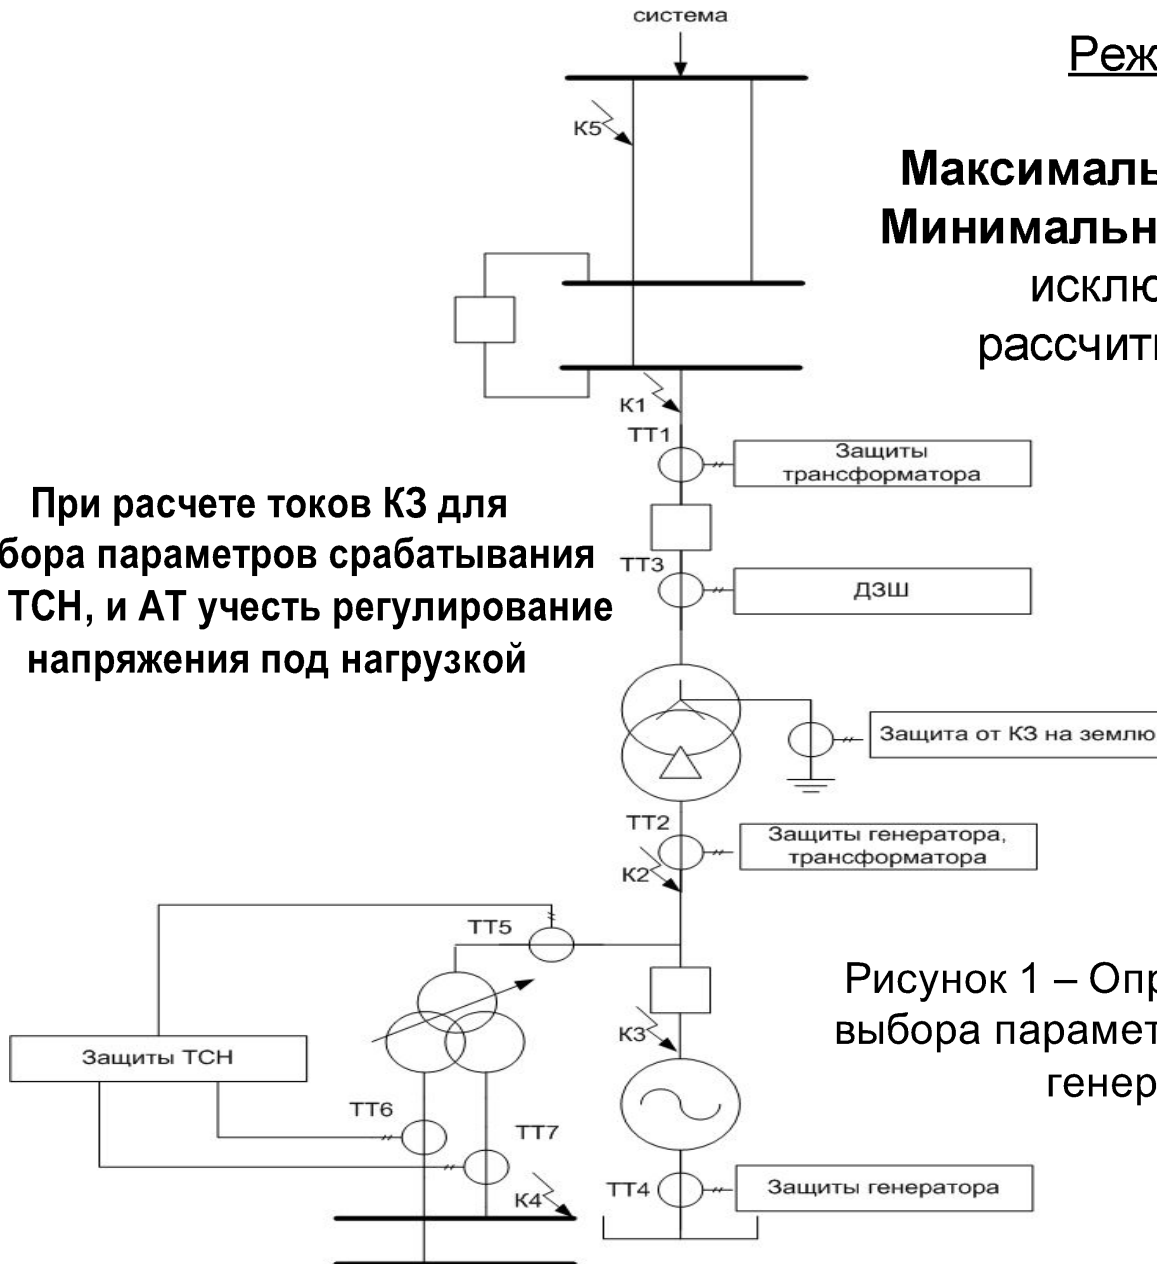 система
Реж
К5
Максималь
Минимальн
исклю
рассчить
К1
ТТ1
Защиты
трансформатора
При расчете токов КЗ для
бора параметров срабатывания
ТСН, и АТ учесть регулирование
напряжения под нагрузкой
ТТ3
ДЗШ
Защита от КЗ на землю
ТТ2
Защиты генератора,
трансформатора
К2
ТТ5
Рисунок 1 – Опр
выбора парамет
генер
К3
Защиты ТСН
ТТ6
ТТ7
К4
ТТ4
Защиты генератора